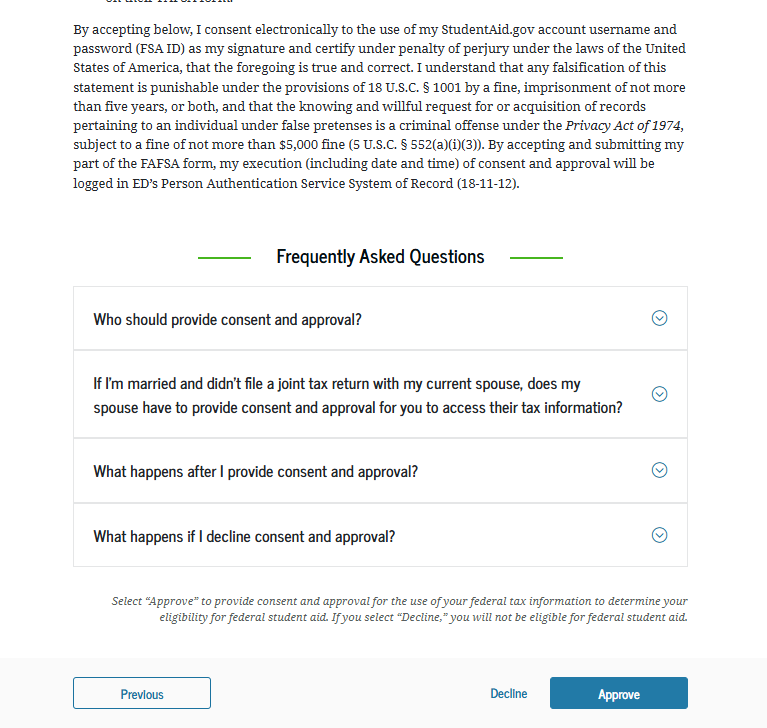 By accepting below, I consent electronically to the use of my StudentAid.gov account username and
password (FSA ID) as my signature and certify under penalty of perjury under the laws of the United
States of America, that the foregoing is true and correct. I understand that any falsification of this
statement is punishable under the provisions of 18 U.S.C. § 1001 by a fine, imprisonment of not more
than five years, or both, and that the knowing and willful request for or acquisition of records
pertaining to an individual under false pretenses is a criminal offense under the Privacy Act of 1974,
subject to a fine of not more than $5,000 fine (5 U.S.C. § 552(a)(i)(3)). By accepting and submitting my
part of the FAFSA form, my execution (including date and time) of consent and approval will be
logged in ED's Person Authentication Service System of Record (18-11-12).
Frequently Asked Questions
Who should provide consent and approval?
If I'm married and didn't file a joint tax return with my current spouse, does my
spouse have to provide consent and approval for you to access their tax information?
What happens after I provide consent and approval?
What happens if I decline consent and approval?
Select “Approve” to provide consent and approval for the use of your federal tax information to determine your
eligibility for federal student aid. If you select “Decline,” you will not be eligible for federal student aid.
Previous
Decline
Approve